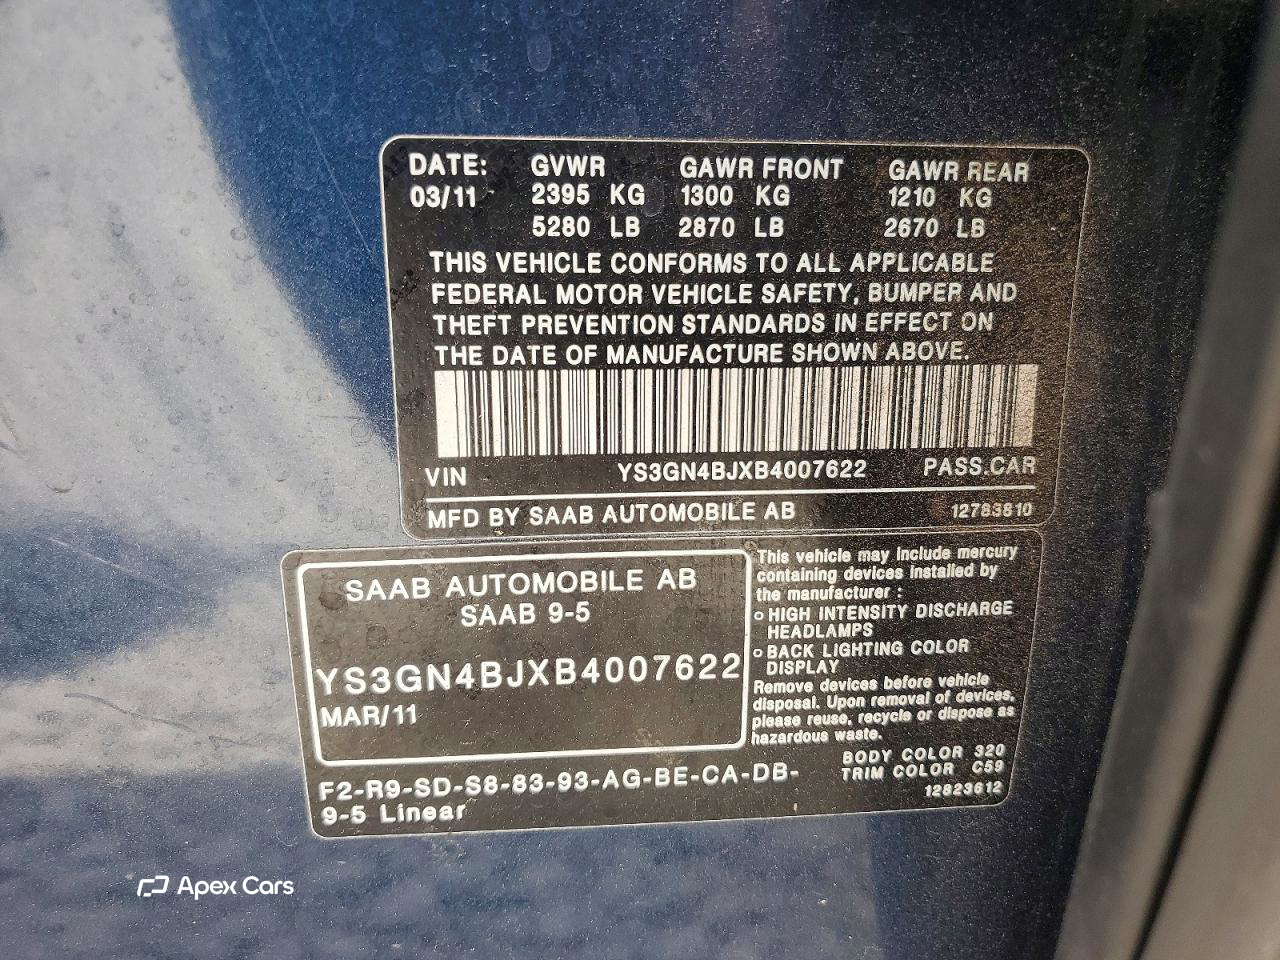 DATE: GVWR GAWR FRONT GAWR REAR
03/11 2395 KG 1300 KG 1210 KG
5280 LB 2870 LB 2670 LB
THIS VEHICLE CONFORMS TO ALL APPLICABLE
FEDERAL MOTOR VEHICLE SAFETY, BUMPER AND
THEFT PREVENTION STANDARDS IN EFFECT ON
THE DATE OF MANUFACTURE SHOWN ABOVE.
VIN YS3GN4BJXB4007622 PASS.CAR
MFD BY SAAB AUTOMOBILE AB 12783810
SAAB AUTOMOBILE AB
SAAB 9-5
YS3GN4BJXB4007622
MAR/11
F2-R9-SD-S8-83-93-AG-BE-CA-DB-
9-5 Linear
This vehicle may include mercury
containing devices installed by
the manufacturer :
o HIGH INTENSITY DISCHARGE
HEADLAMPS
o BACK LIGHTING COLOR
DISPLAY
Remove devices before vehicle
disposal. Upon removal of devices,
please reuse, recycle or dispose as
hazardous waste.
BODY COLOR 320
TRIM COLOR C59
12823612
Apex Cars